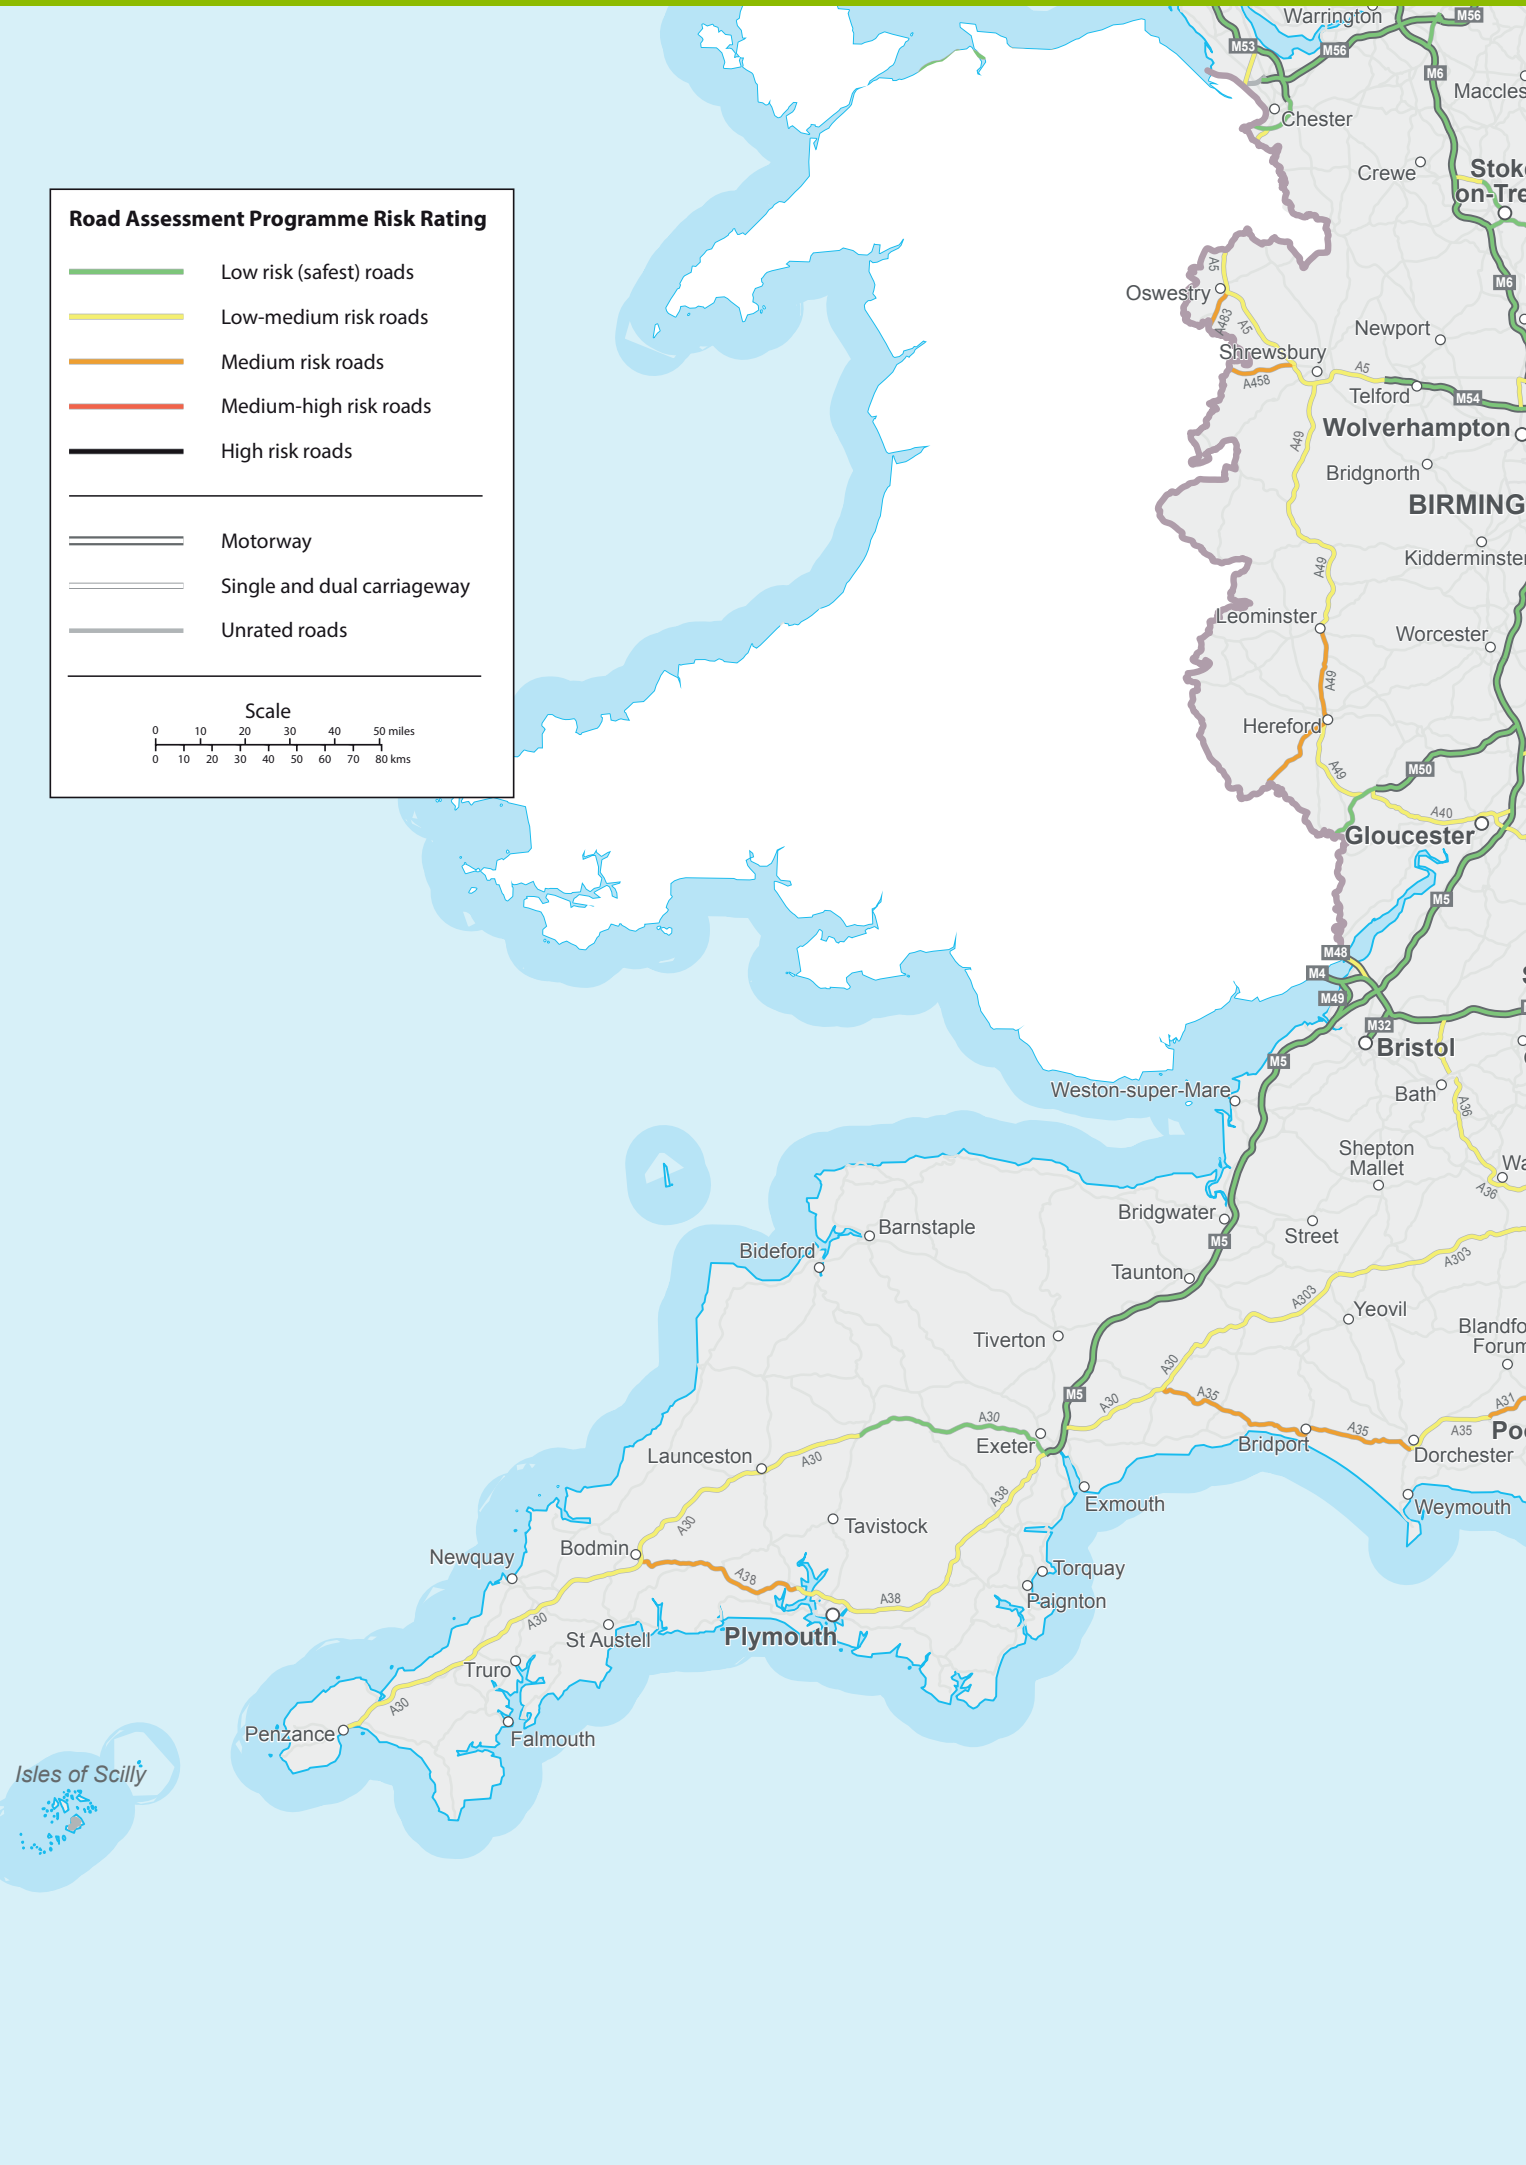 Road Assessment Programme Risk Rating
Low risk (safest) roads
Low-medium risk roads
Medium risk roads
Medium-high risk roads
High risk roads
Motorway
Single and dual carriageway
Unrated roads
Scale
0 10 20 30 40 50 miles
0 10 20 30 40 50 60 70 80 kms
Warrington
M56
M53
M56
M6
Maccles
Chester
Crewe
Stok
on-Tre
A5
M6
Oswestry
A483
A5
Newport
Shrewsbury
A5
A458
Telford
M54
A49
Wolverhampton
Bridgnorth
BIRMING
Kidderminster
A49
Leominster
Worcester
A49
Hereford
A49
M50
A40
Gloucester
M5
M48
M4
M49
M32
Bristol
M5
Weston-super-Mare
Bath
A36
Shepton
Mallet
Wa
A36
Bridgwater
Street
M5
A303
Barnstaple
Bideford
Taunton
A303
Yeovil
Tiverton
Blandfo
Forum
A30
M5
A30
A35
A31
A30
Exeter
Bridport
A35
A35
Po
Dorchester
Launceston
A30
A38
Exmouth
Weymouth
A30
Tavistock
Newquay
Bodmin
A38
Torquay
A38
Paignton
A30
St Austell
Plymouth
Truro
A30
Penzance
Falmouth
Isles of Scilly